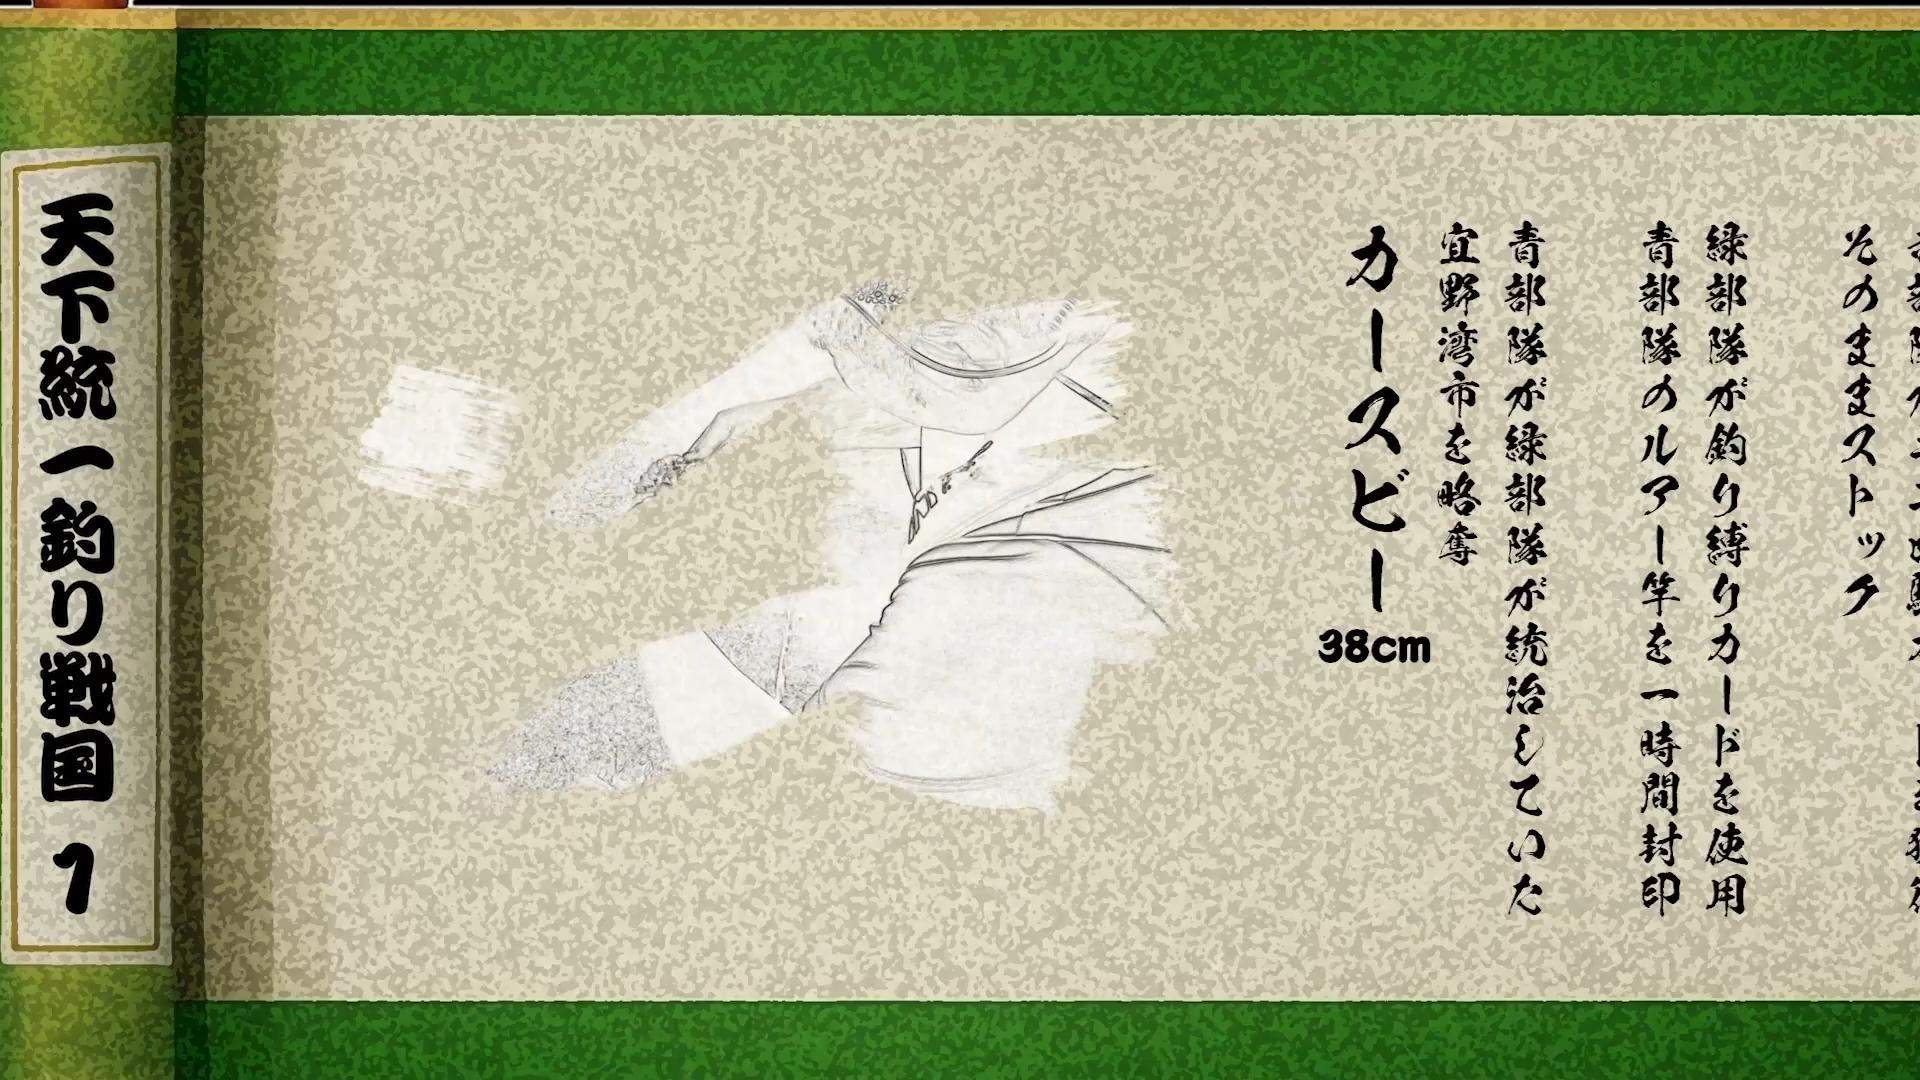 そのままストック
緑部隊が釣り縛りカードを使用
青部隊のルアー竿を一時間封印
青部隊が緑部隊が統治していた
宜野湾市を略奪
カースビー
38cm
天下統一釣り戦国 1